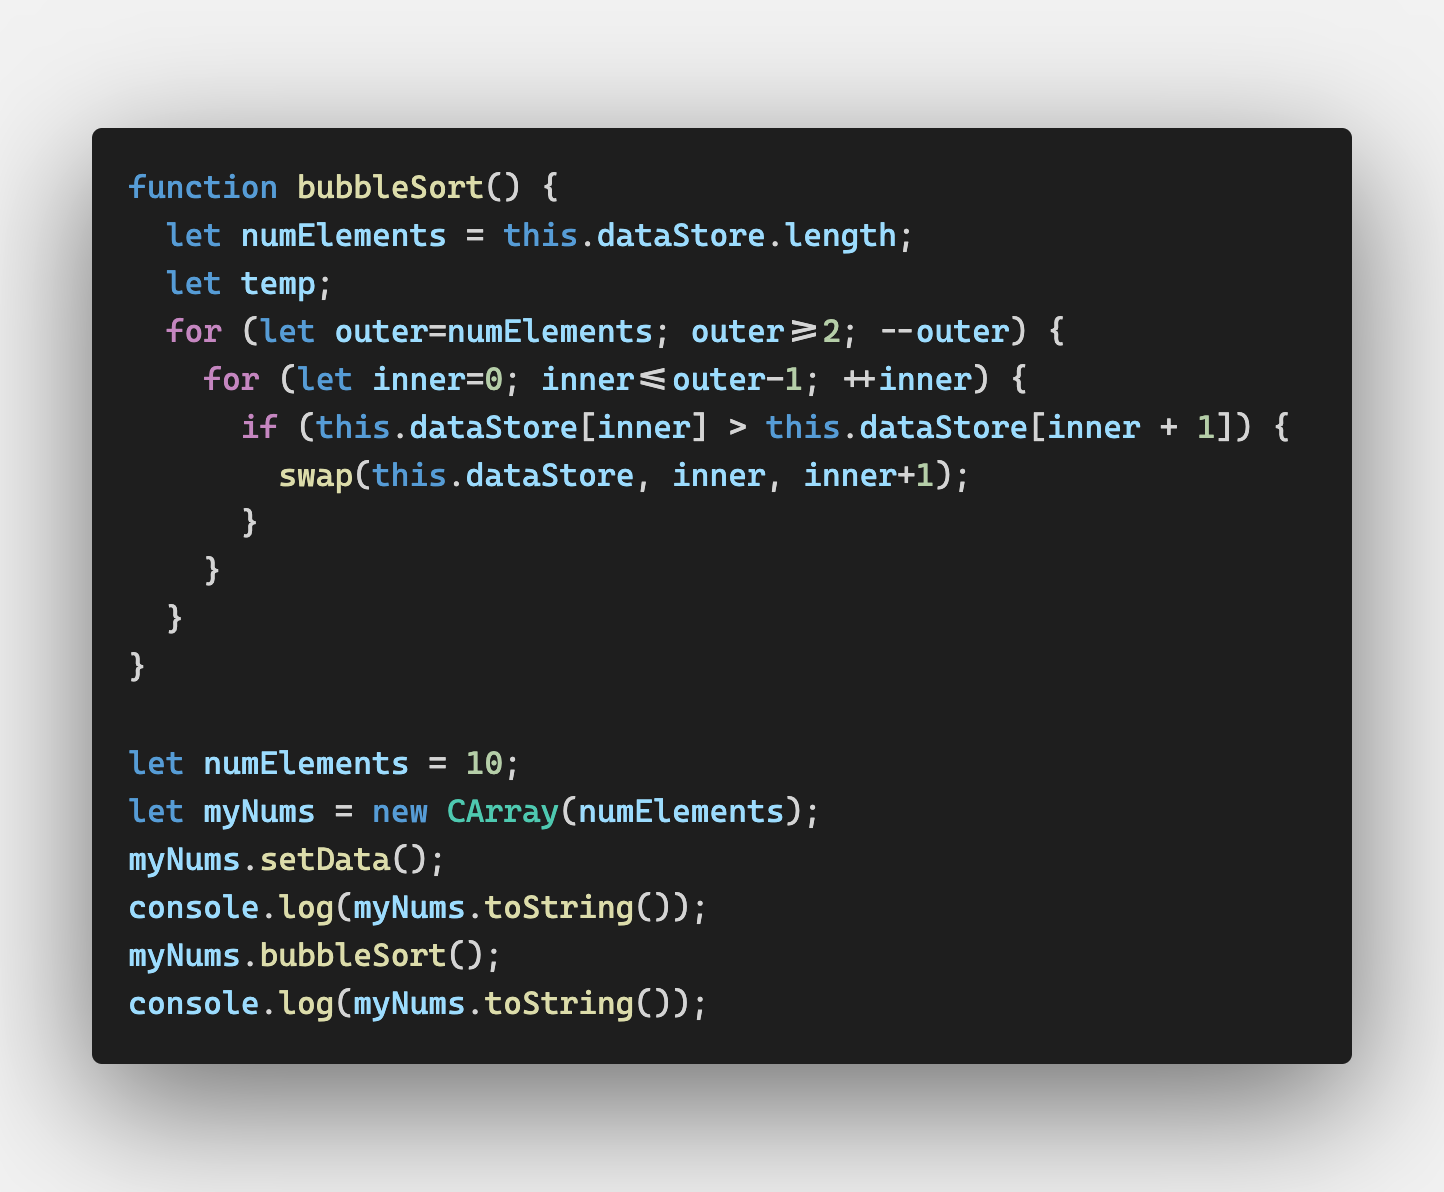 function bubbleSort() {
  let numElements = this.dataStore.length;
  let temp;
  for (let outer=numElements; outer>=2; --outer) {
    for (let inner=0; inner<=outer-1; ++inner) {
      if (this.dataStore[inner] > this.dataStore[inner + 1]) {
        swap(this.dataStore, inner, inner+1);
      }
    }
  }
}

let numElements = 10;
let myNums = new CArray(numElements);
myNums.setData();
console.log(myNums.toString());
myNums.bubbleSort();
console.log(myNums.toString());